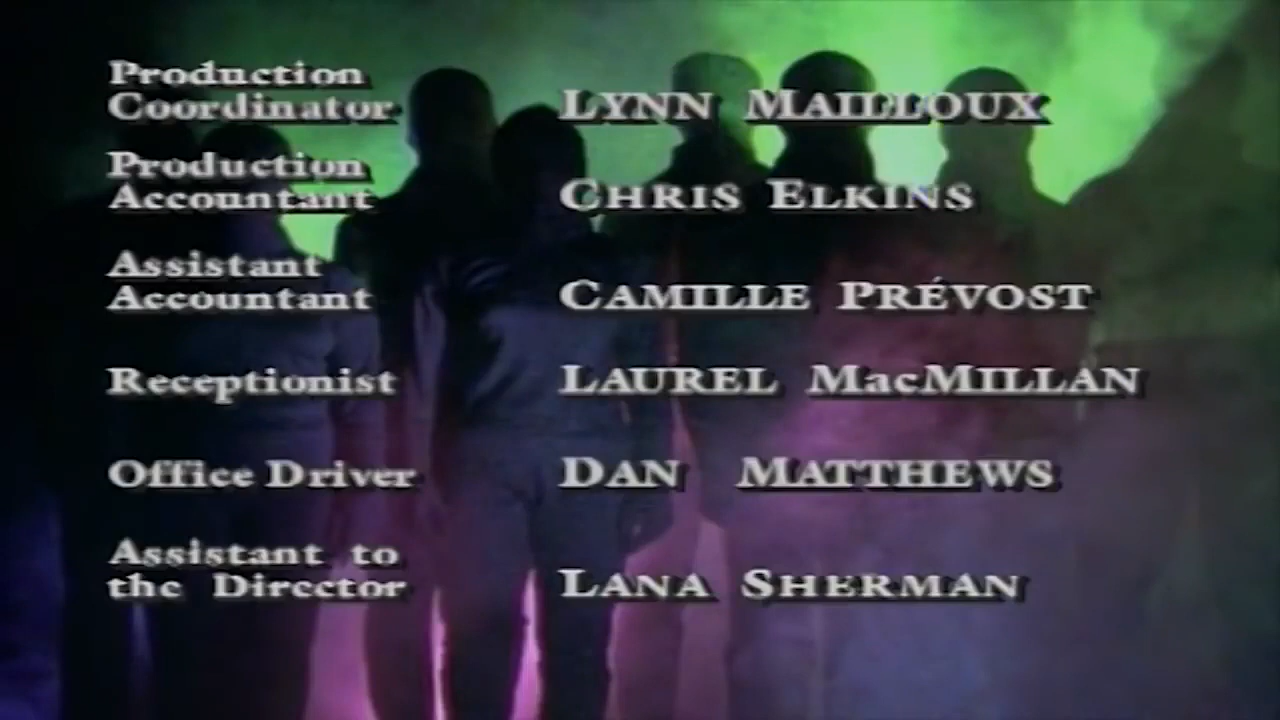 Production
Coordinator LYNN MAILLOUX
Production
Accountant CHRIS ELKINS
Assistant
Accountant CAMILLE PRÉVOST
Receptionist LAUREL MacMILLAN
Office Driver DAN MATTHEWS
Assistant to
the Director LANA SHERMAN